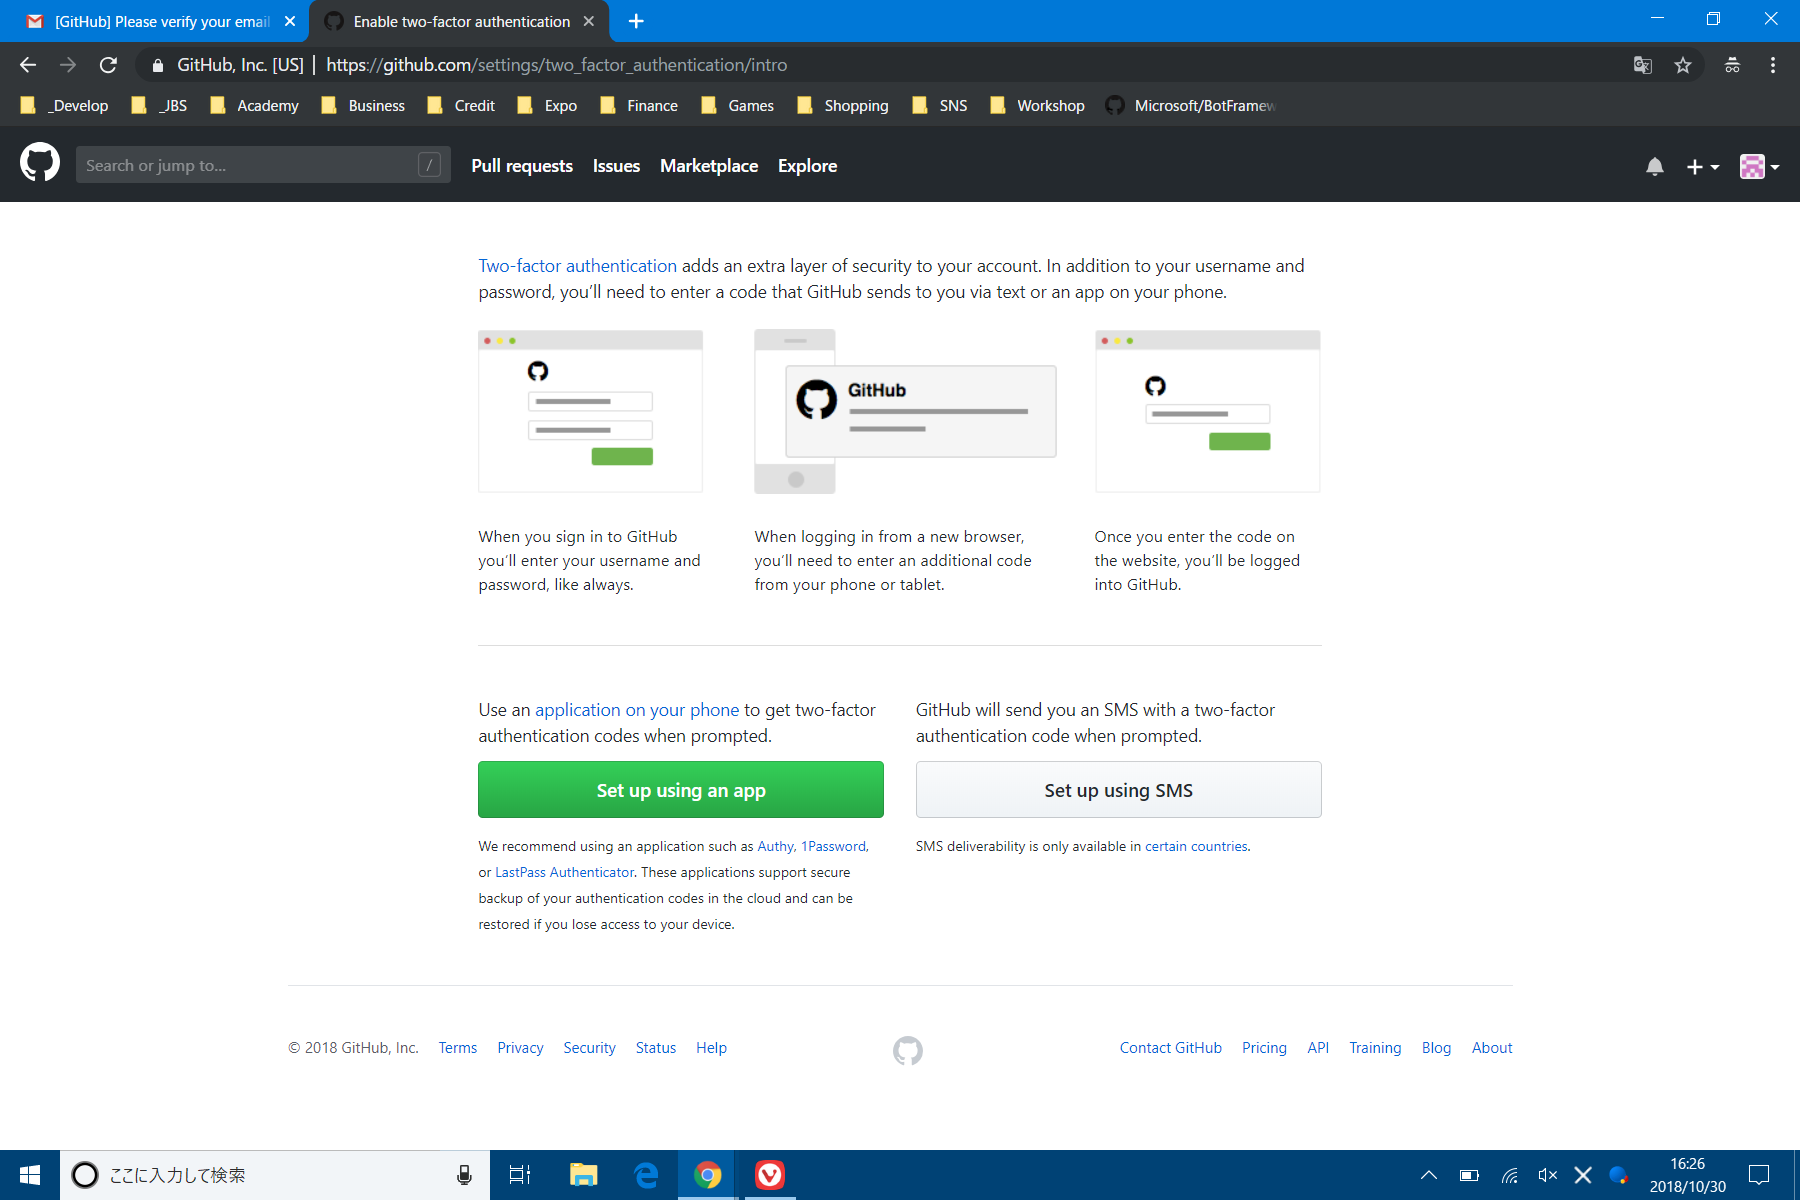 [GitHub] Please verify your email
Enable two-factor authentication
GitHub, Inc. [US] | https://github.com/settings/two_factor_authentication/intro
_Develop
_JBS
Academy
Business
Credit
Expo
Finance
Games
Shopping
SNS
Workshop
Microsoft/BotFramew
Search or jump to...
/
Pull requests
Issues
Marketplace
Explore
Two-factor authentication adds an extra layer of security to your account. In addition to your username and
password, you'll need to enter a code that GitHub sends to you via text or an app on your phone.
GitHub
When you sign in to GitHub
you'll enter your username and
password, like always.
When logging in from a new browser,
you'll need to enter an additional code
from your phone or tablet.
Once you enter the code on
the website, you'll be logged
into GitHub.
Use an application on your phone to get two-factor
authentication codes when prompted.
Set up using an app
We recommend using an application such as Authy, 1Password,
or LastPass Authenticator. These applications support secure
backup of your authentication codes in the cloud and can be
restored if you lose access to your device.
GitHub will send you an SMS with a two-factor
authentication code when prompted.
Set up using SMS
SMS deliverability is only available in certain countries.
© 2018 GitHub, Inc.
Terms
Privacy
Security
Status
Help
Contact GitHub
Pricing
API
Training
Blog
About
ここに入力して検索
16:26
2018/10/30